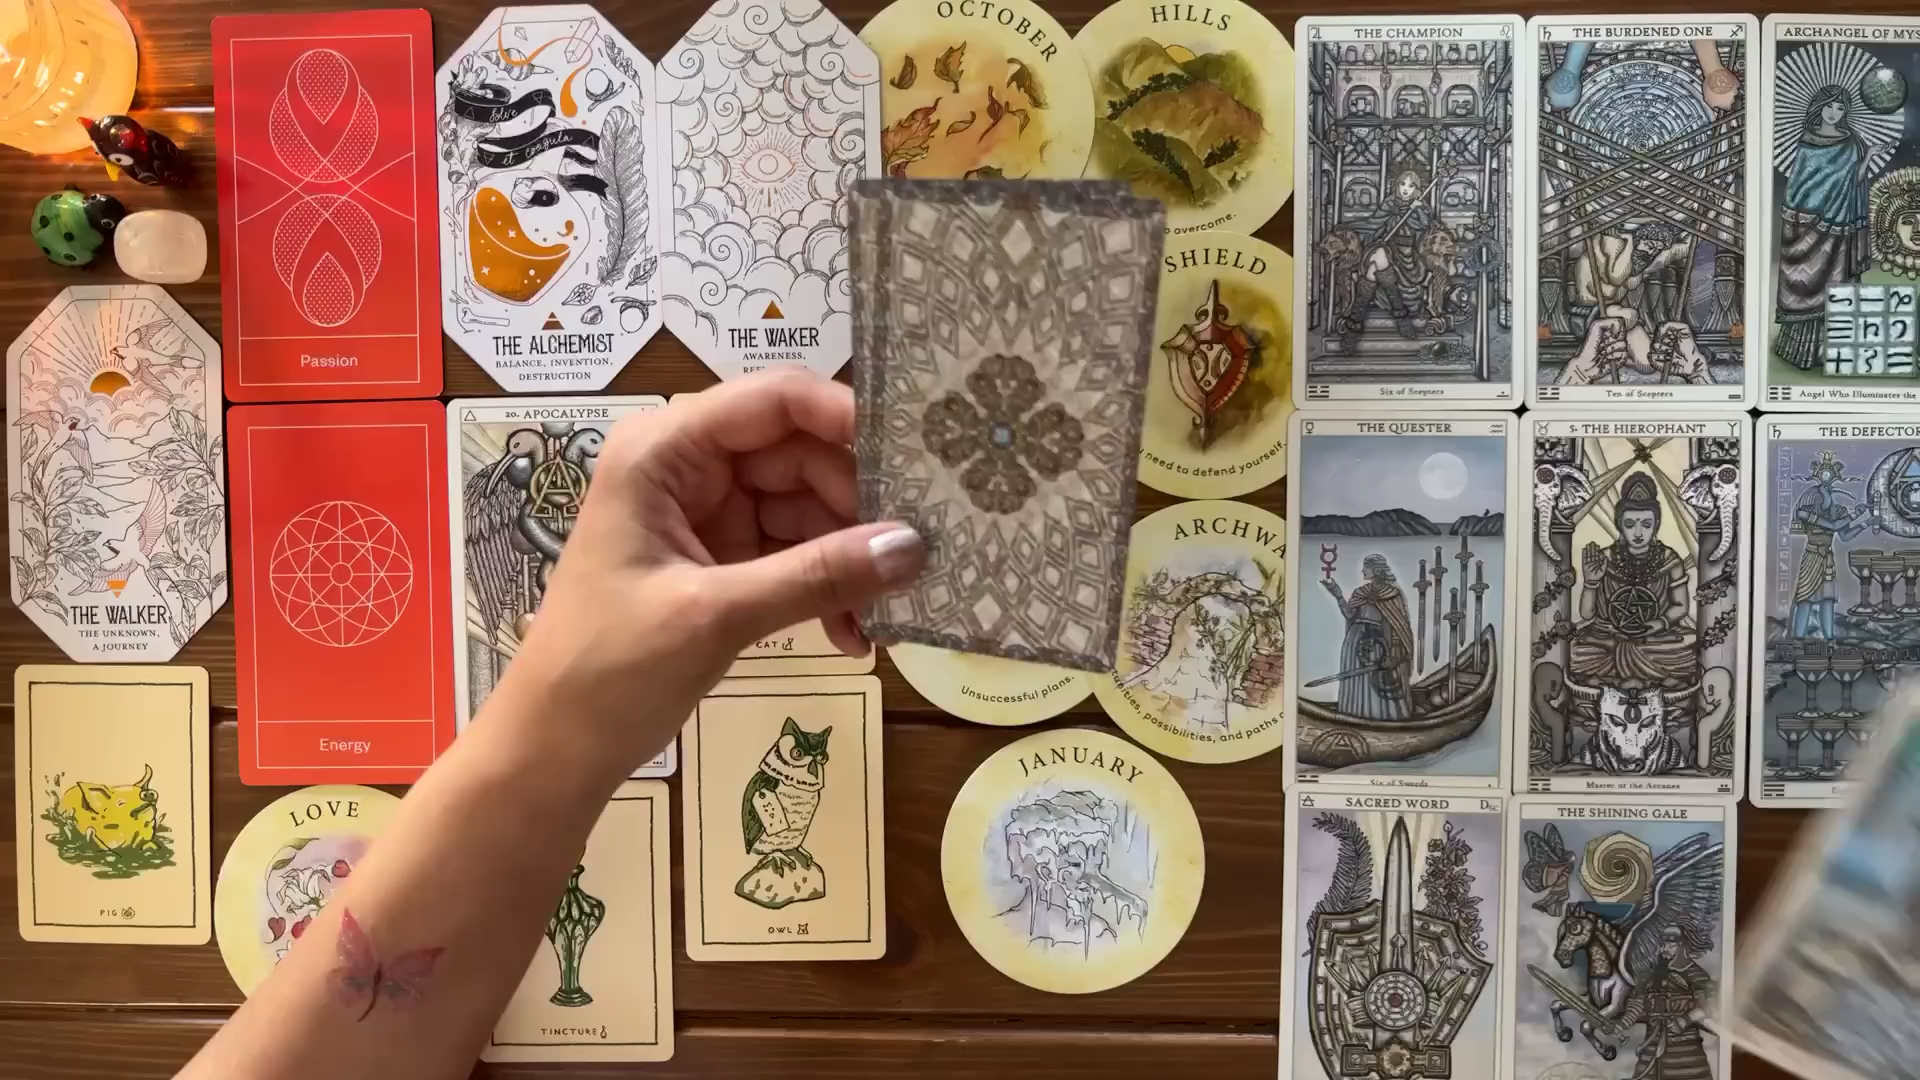 Passion
Solve
et coagula
THE ALCHEMIST
BALANCE, INVENTION,
DESTRUCTION
THE WAKER
AWARENESS,
OCTOBER
HILLS
overcome.
SHIELD
need to defend yourself.
THE CHAMPION
Six of Scepters
THE BURDENED ONE
Ten of Scepters
ARCHANGEL OF MYS
Angel Who Illuminates the
THE WALKER
THE UNKNOWN,
A JOURNEY
Energy
20. APOCALYPSE
CAT
Unsuccessful plans.
ARCHWA
possibilities, and paths
THE QUESTER
Six of Swords
5. THE HIEROPHANT
Master of the Arcanes
THE DEFECTOR
PIG
LOVE
TINCTURE
OWL
JANUARY
SACRED WORD
THE SHINING GALE